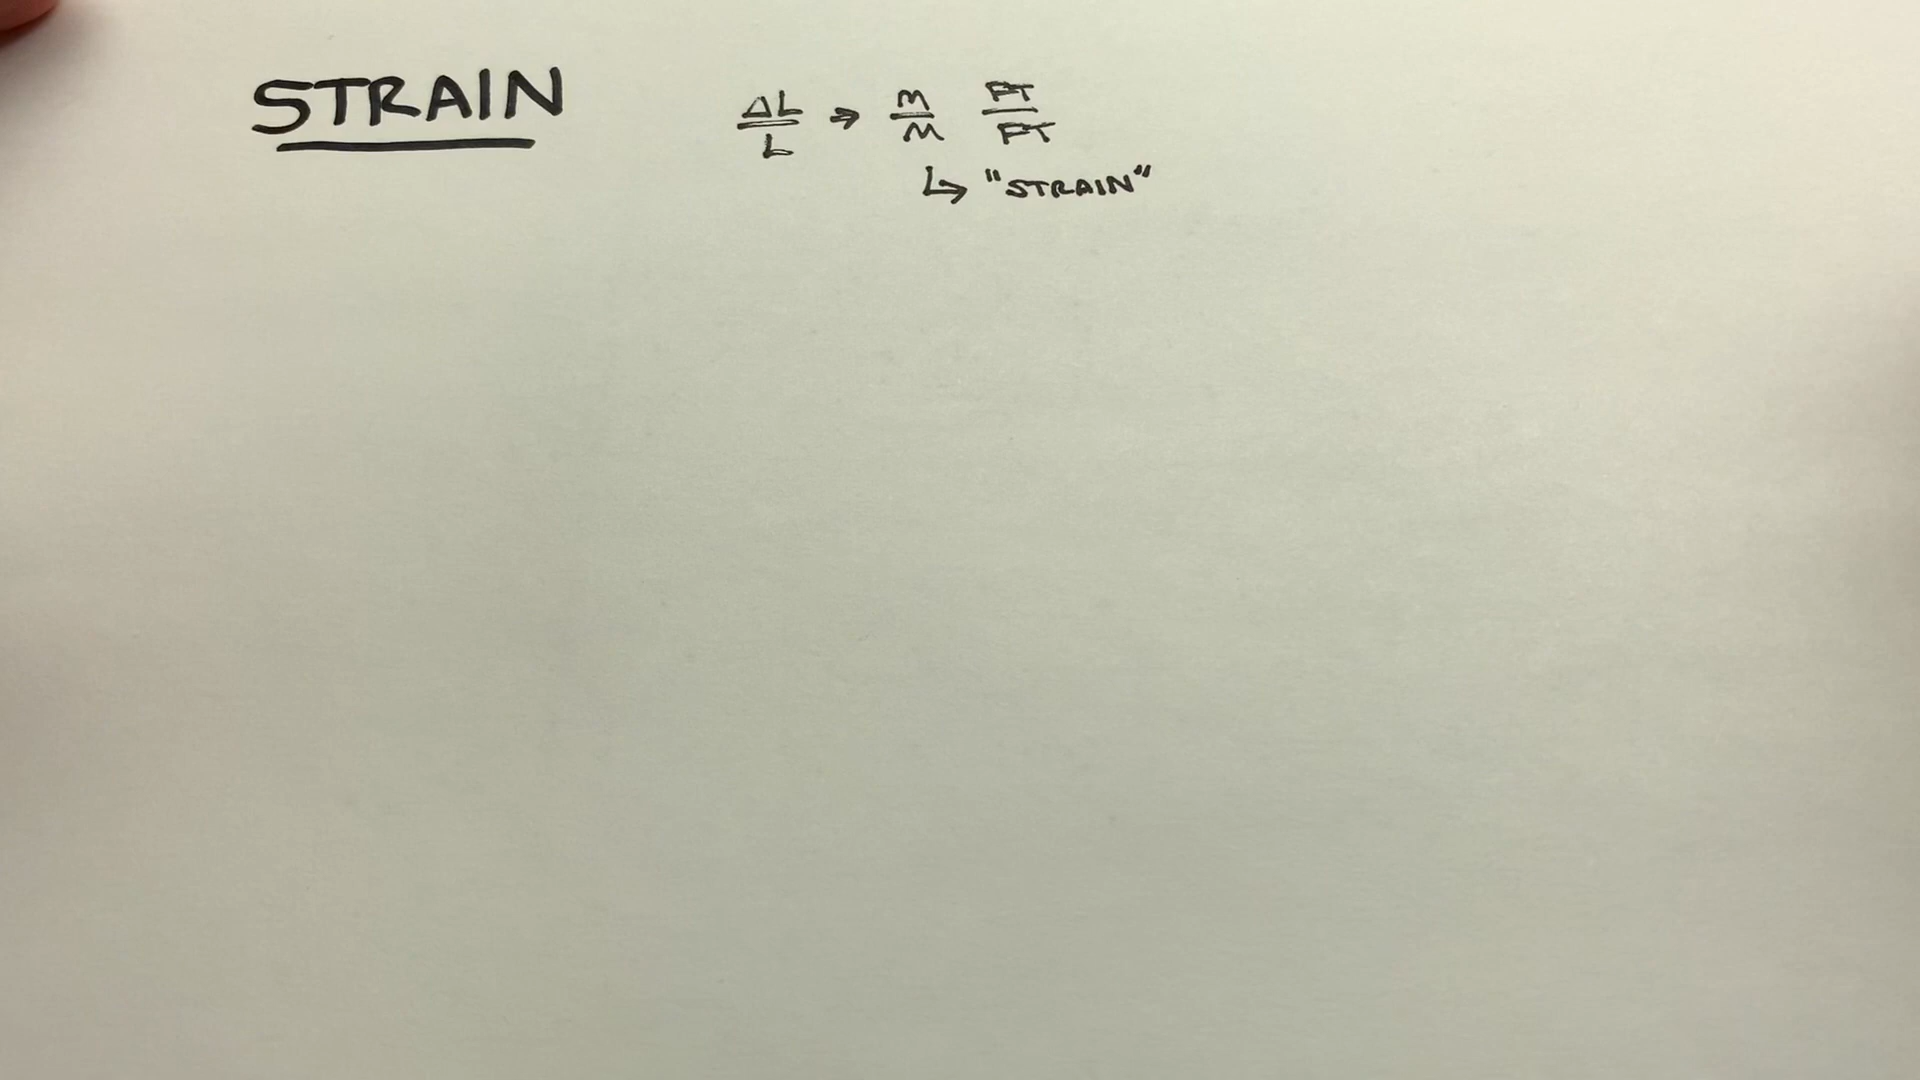 STRAIN
ΔL/L → M/M FT/FT
↳ "STRAIN"